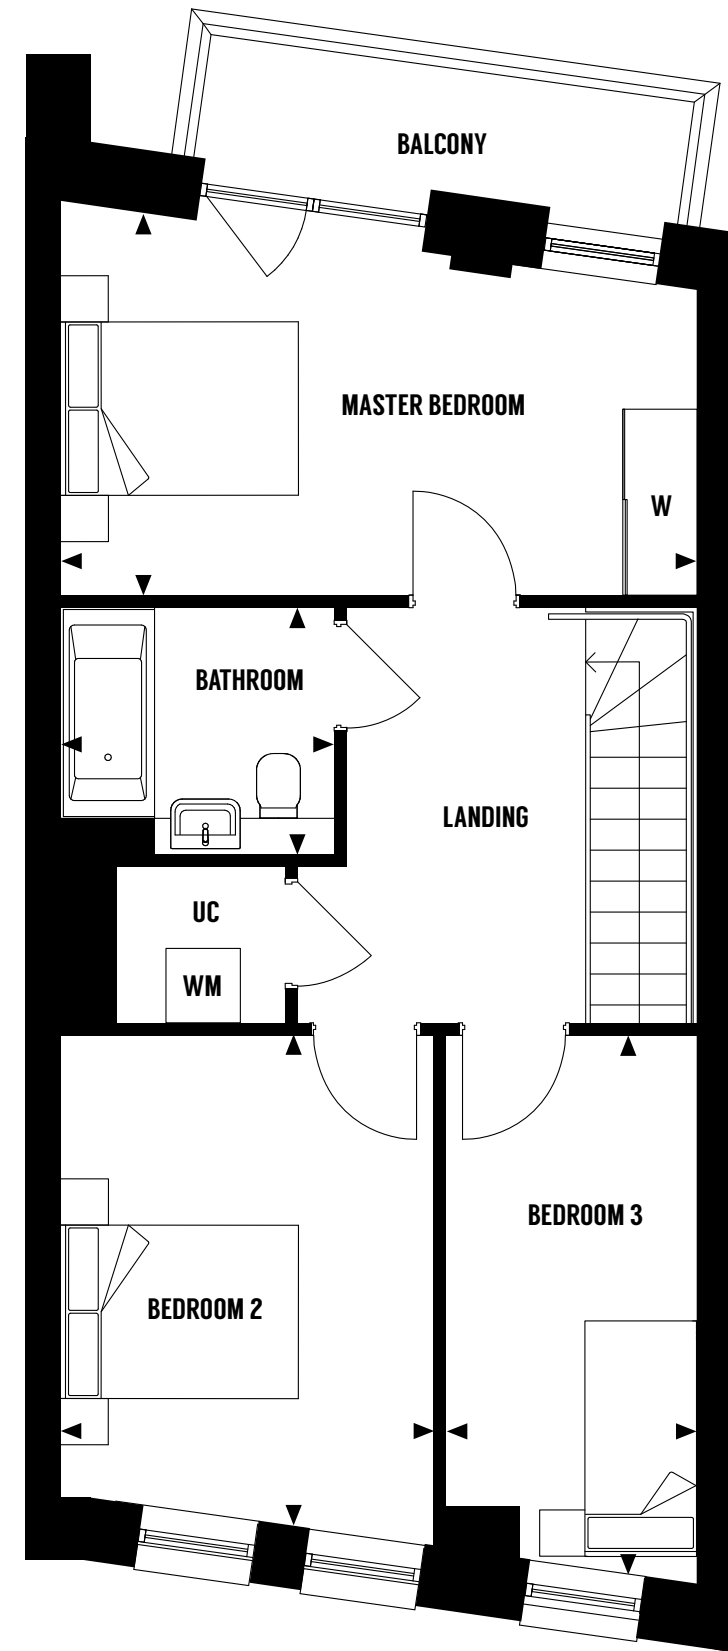 BALCONY
MASTER BEDROOM
W
BATHROOM
LANDING
UC
WM
BEDROOM 3
BEDROOM 2